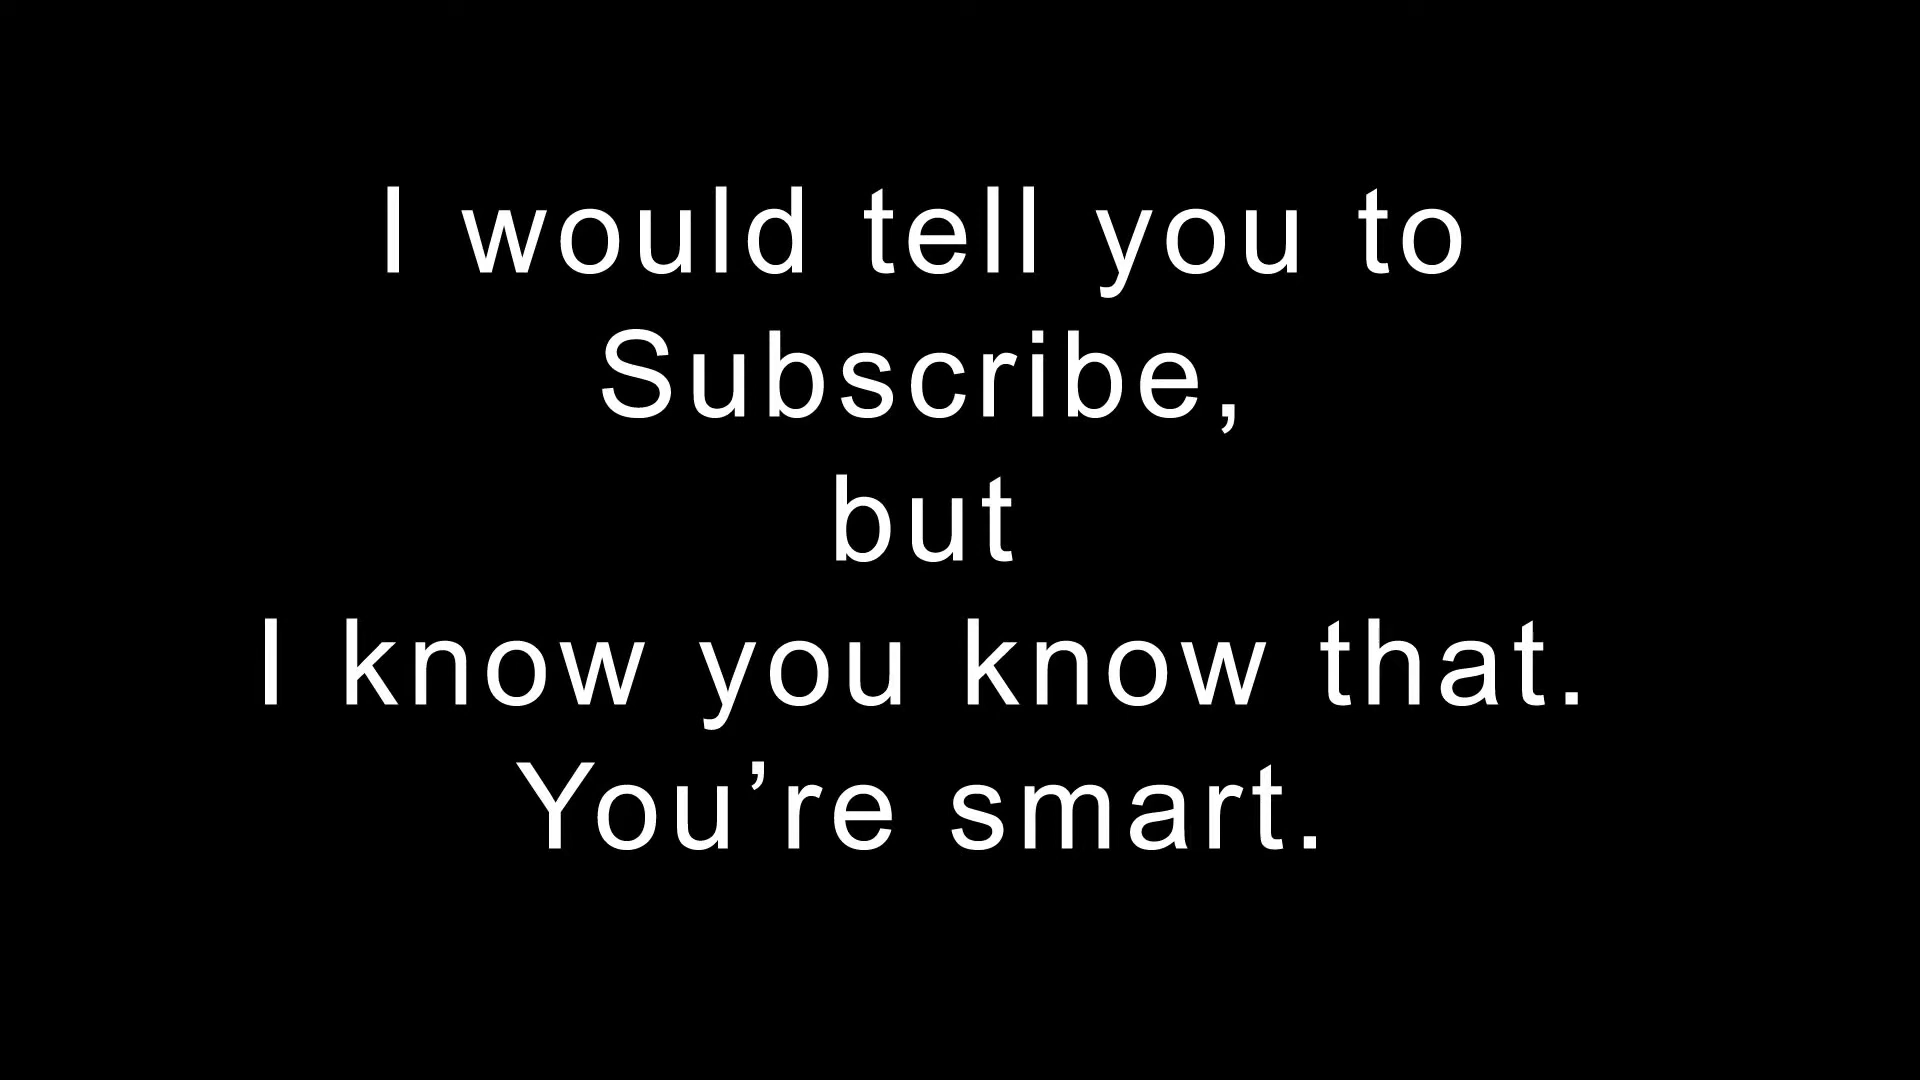 I would tell you to
Subscribe,
but
I know you know that.
You’re smart.